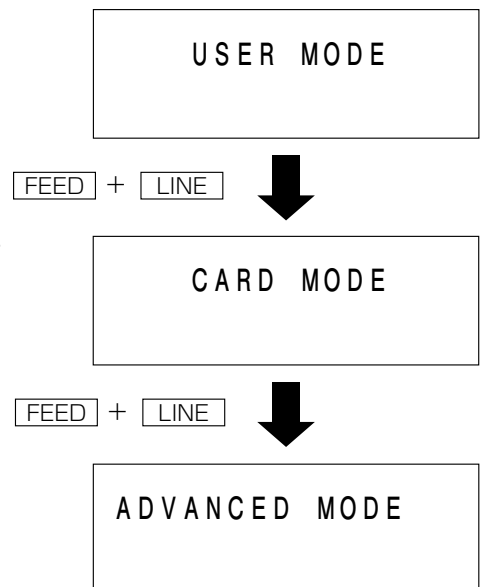 USER MODE
FEED + LINE
CARD MODE
FEED + LINE
ADVANCED MODE